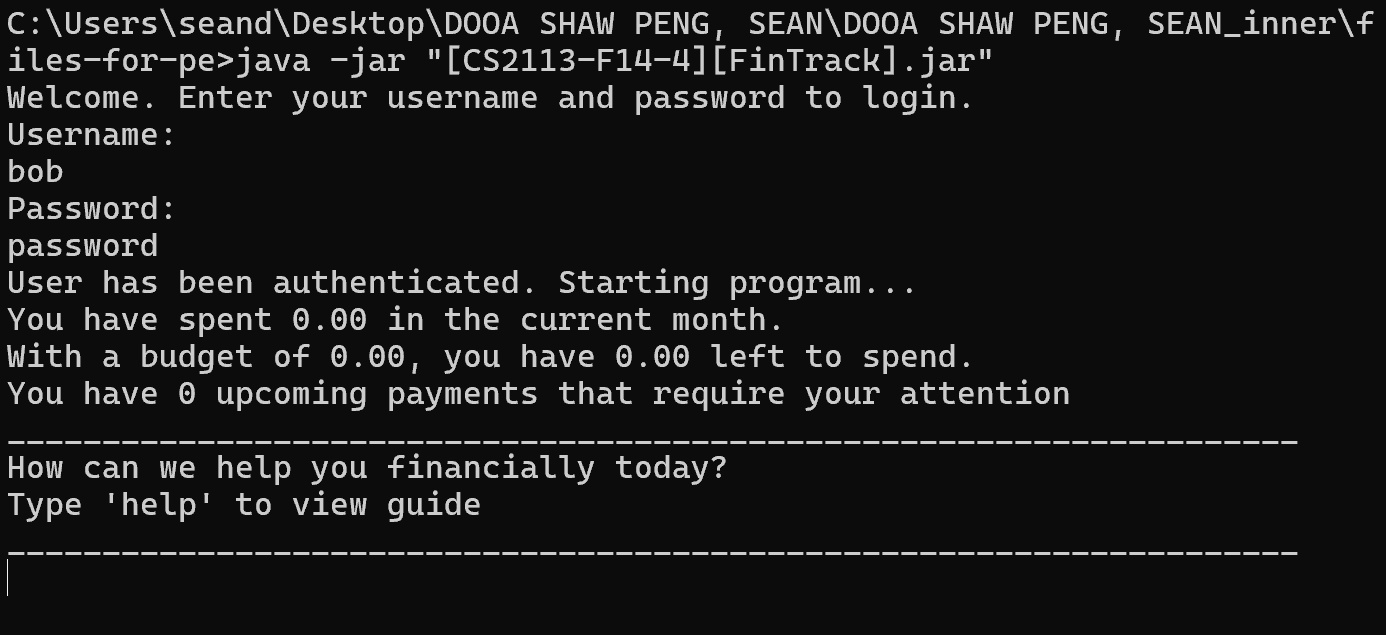 C:\Users\seand\Desktop\DOOA SHAW PENG, SEAN\DOOA SHAW PENG, SEAN_inner\f
iles-for-pe>java -jar "[CS2113-F14-4][FinTrack].jar"
Welcome. Enter your username and password to login.
Username:
bob
Password:
password
User has been authenticated. Starting program...
You have spent 0.00 in the current month.
With a budget of 0.00, you have 0.00 left to spend.
You have 0 upcoming payments that require your attention
____________________________________________________________________
How can we help you financially today?
Type 'help' to view guide
____________________________________________________________________